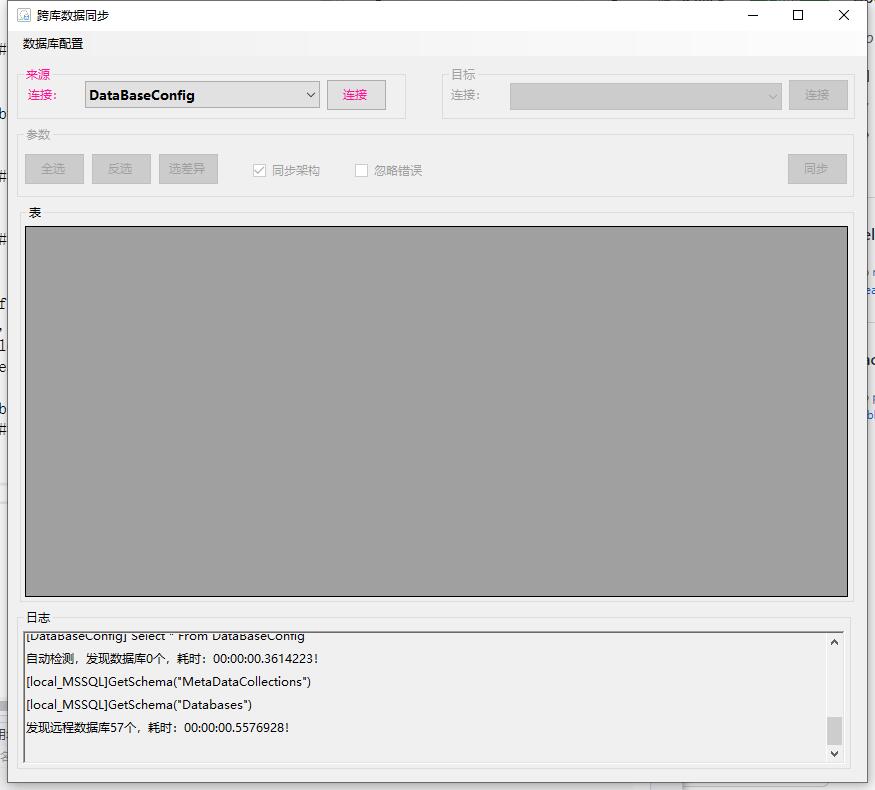 跨库数据同步
数据库配置
来源
连接：
DataBaseConfig
连接
目标
连接：
连接
参数
全选
反选
选差异
同步架构
忽略错误
同步
表
日志
[DataBaseConfig] Select * From DataBaseConfig
自动检测，发现数据库0个，耗时：00:00:00.3614223！
[local_MSSQL]GetSchema("MetaDataCollections")
[local_MSSQL]GetSchema("Databases")
发现远程数据库57个，耗时：00:00:00.5576928！